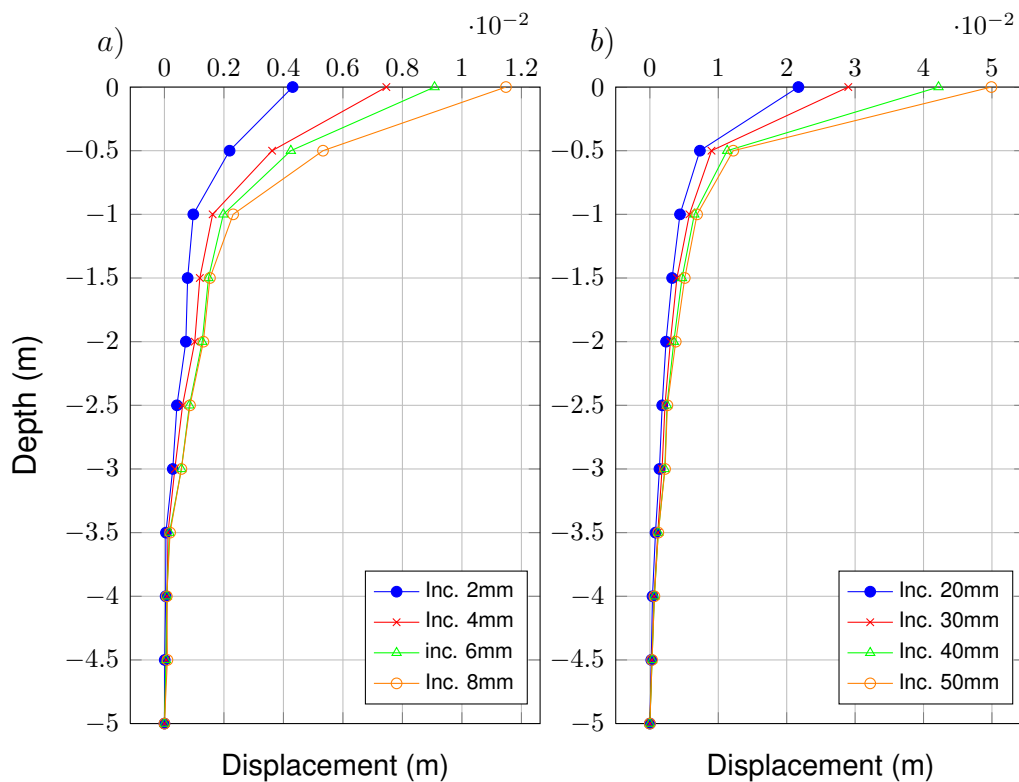 a)
·10⁻²
0 0.2 0.4 0.6 0.8 1 1.2
0
−0.5
−1
−1.5
−2
−2.5
−3
−3.5
−4
−4.5
−5
Depth (m)
Inc. 2mm
Inc. 4mm
inc. 6mm
Inc. 8mm
Displacement (m)
b)
·10⁻²
0 1 2 3 4 5
0
−0.5
−1
−1.5
−2
−2.5
−3
−3.5
−4
−4.5
−5
Inc. 20mm
Inc. 30mm
Inc. 40mm
Inc. 50mm
Displacement (m)